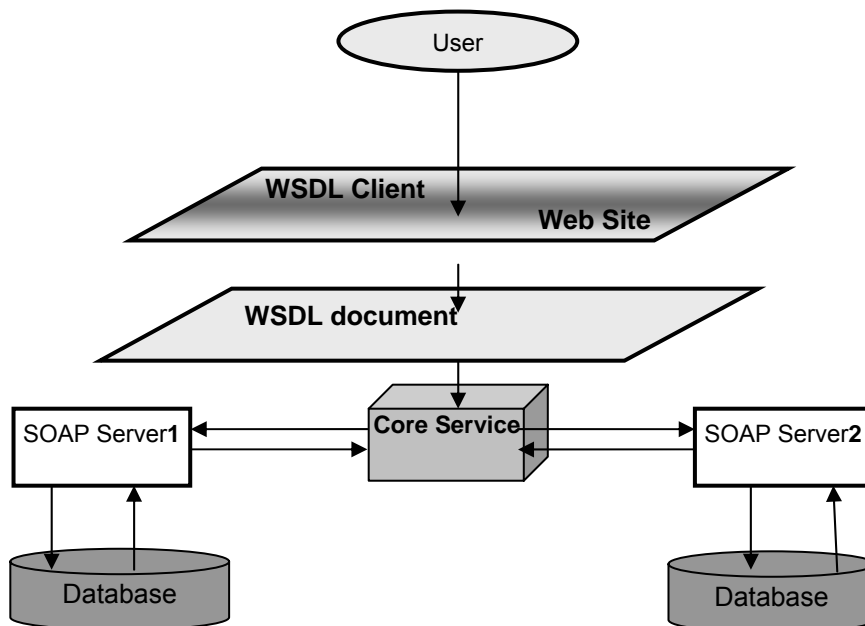 User
WSDL Client
Web Site
WSDL document
Core Service
SOAP Server1
SOAP Server2
Database
Database